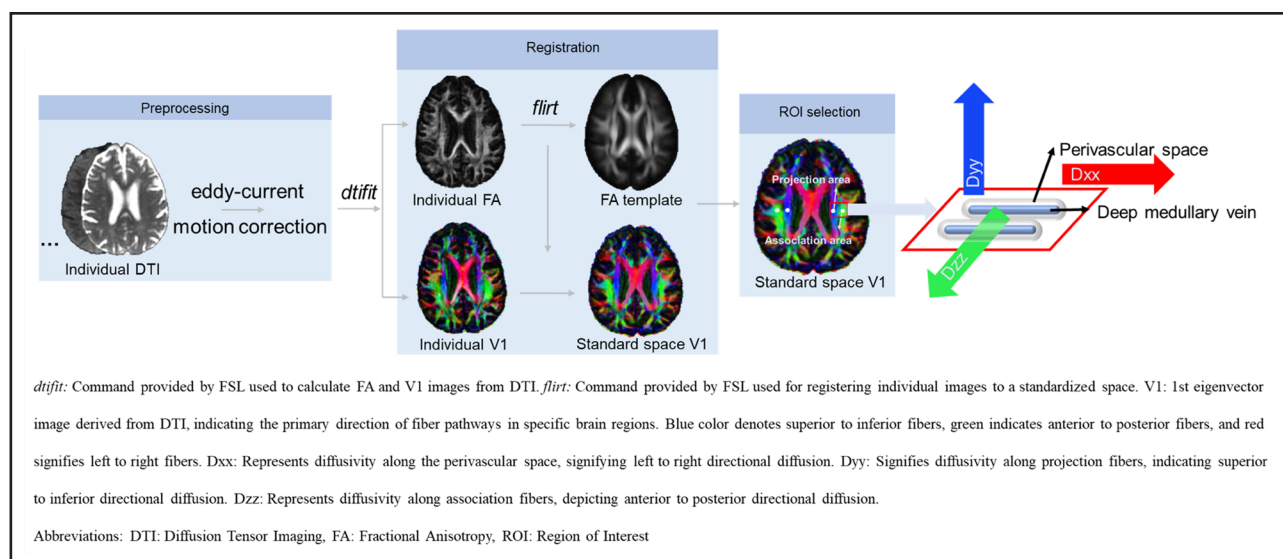 Registration
Preprocessing
eddy-current
motion correction
...
Individual DTI
dtifit
flirt
Individual FA
FA template
Individual V1
Standard space V1
ROI selection
Projection area
Association area
Standard space V1
Dyy
Perivascular space
Dxx
Deep medullary vein
Dzz
dtifit: Command provided by FSL used to calculate FA and V1 images from DTI. flirt: Command provided by FSL used for registering individual images to a standardized space. V1: 1st eigenvector
image derived from DTI, indicating the primary direction of fiber pathways in specific brain regions. Blue color denotes superior to inferior fibers, green indicates anterior to posterior fibers, and red
signifies left to right fibers. Dxx: Represents diffusivity along the perivascular space, signifying left to right directional diffusion. Dyy: Signifies diffusivity along projection fibers, indicating superior
to inferior directional diffusion. Dzz: Represents diffusivity along association fibers, depicting anterior to posterior directional diffusion.
Abbreviations: DTI: Diffusion Tensor Imaging, FA: Fractional Anisotropy, ROI: Region of Interest